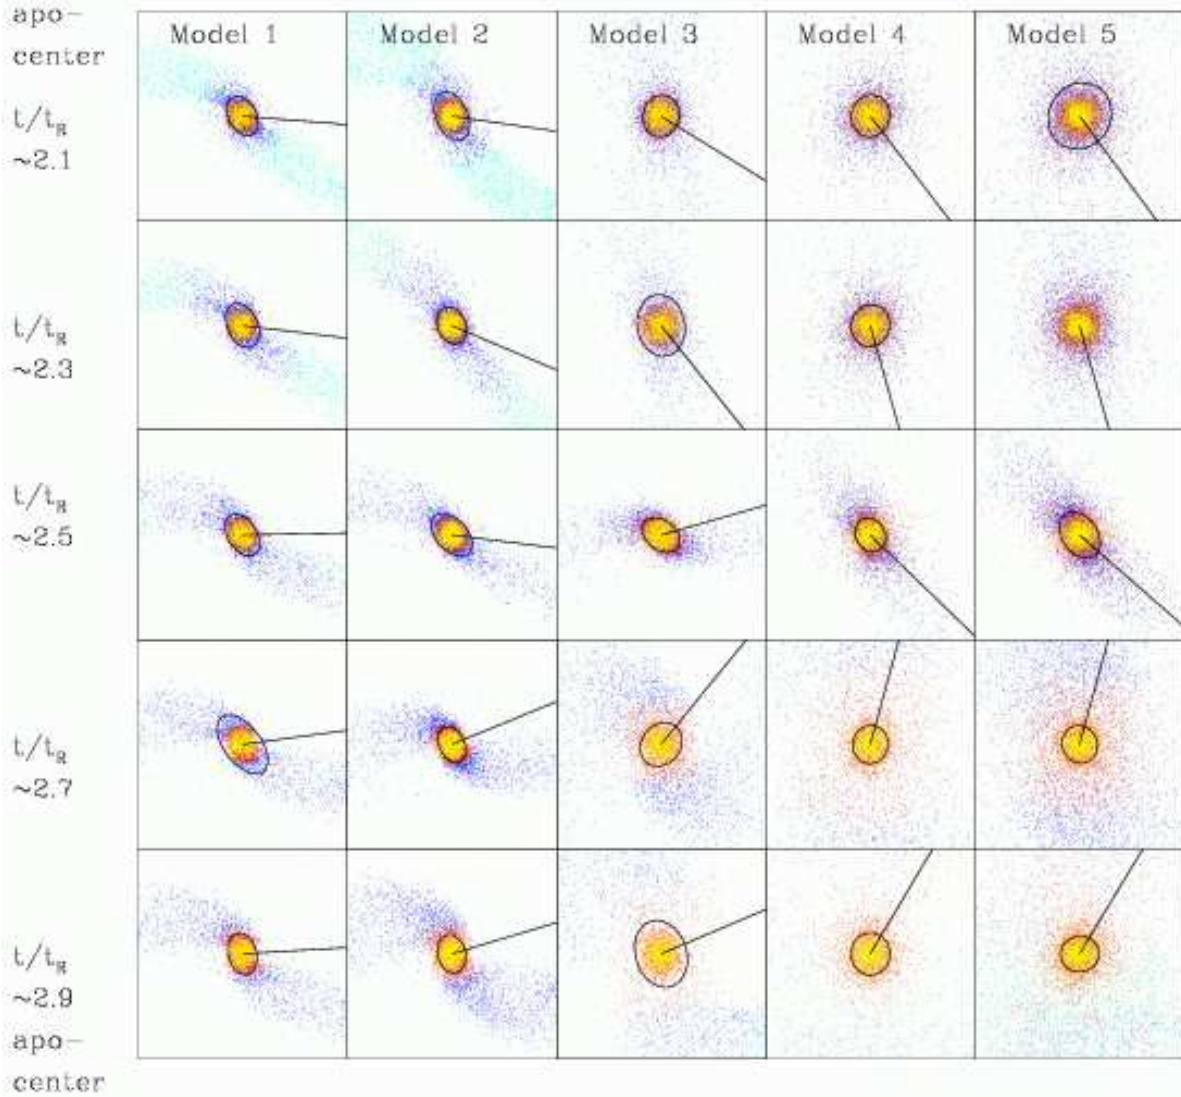 apo-
center
Model 1 Model 2 Model 3 Model 4 Model 5
t/t_R
~2.1
t/t_R
~2.3
t/t_R
~2.5
t/t_R
~2.7
t/t_R
~2.9
apo-
center